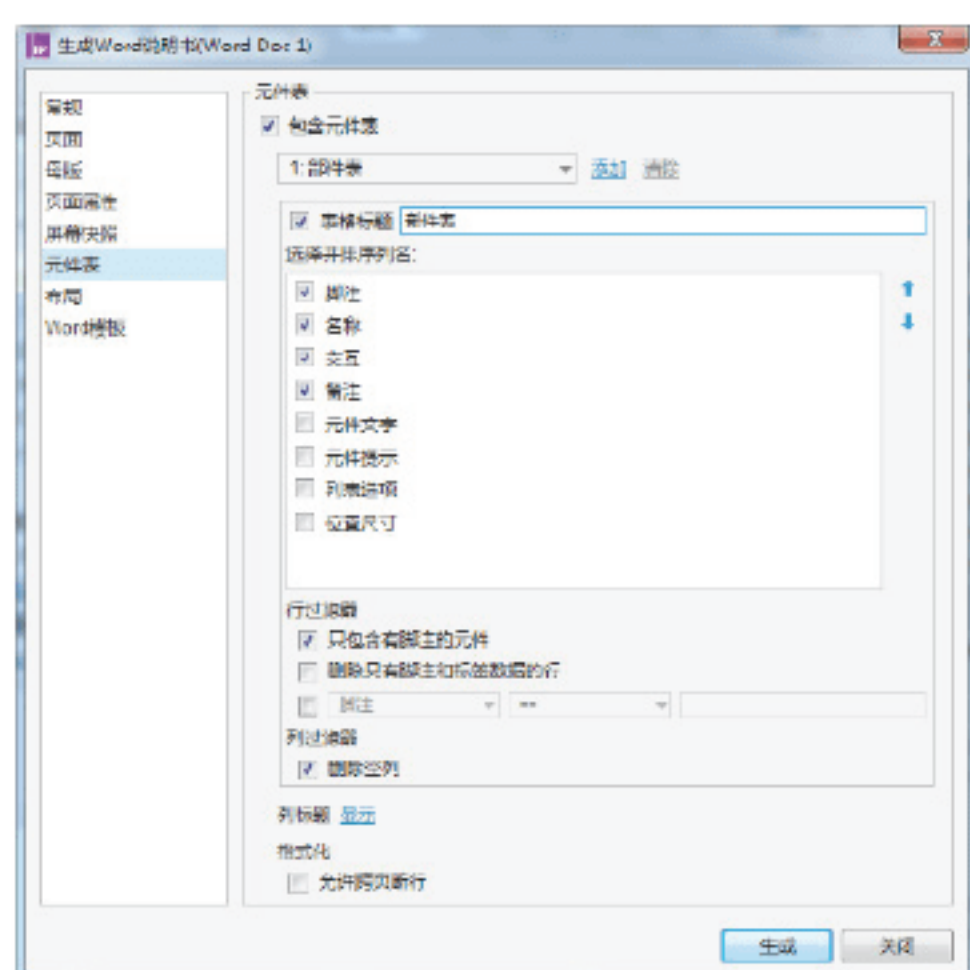 生成Word说明书(Word Doc 1)
常规
页面
母版
页面属性
屏幕快照
元件表
布局
Word模板
元件表
包含元件表
1: 部件表
添加 清除
表格标题 部件表
选择并排序列名:
脚注
名称
交互
备注
元件文字
元件提示
列表选项
位置尺寸
行过滤器
只包含有脚注的元件
删除只有脚注和标签数据的行
脚注 ==
列过滤器
删除空列
列标题 显示
格式化
允许跨页断行
生成 关闭